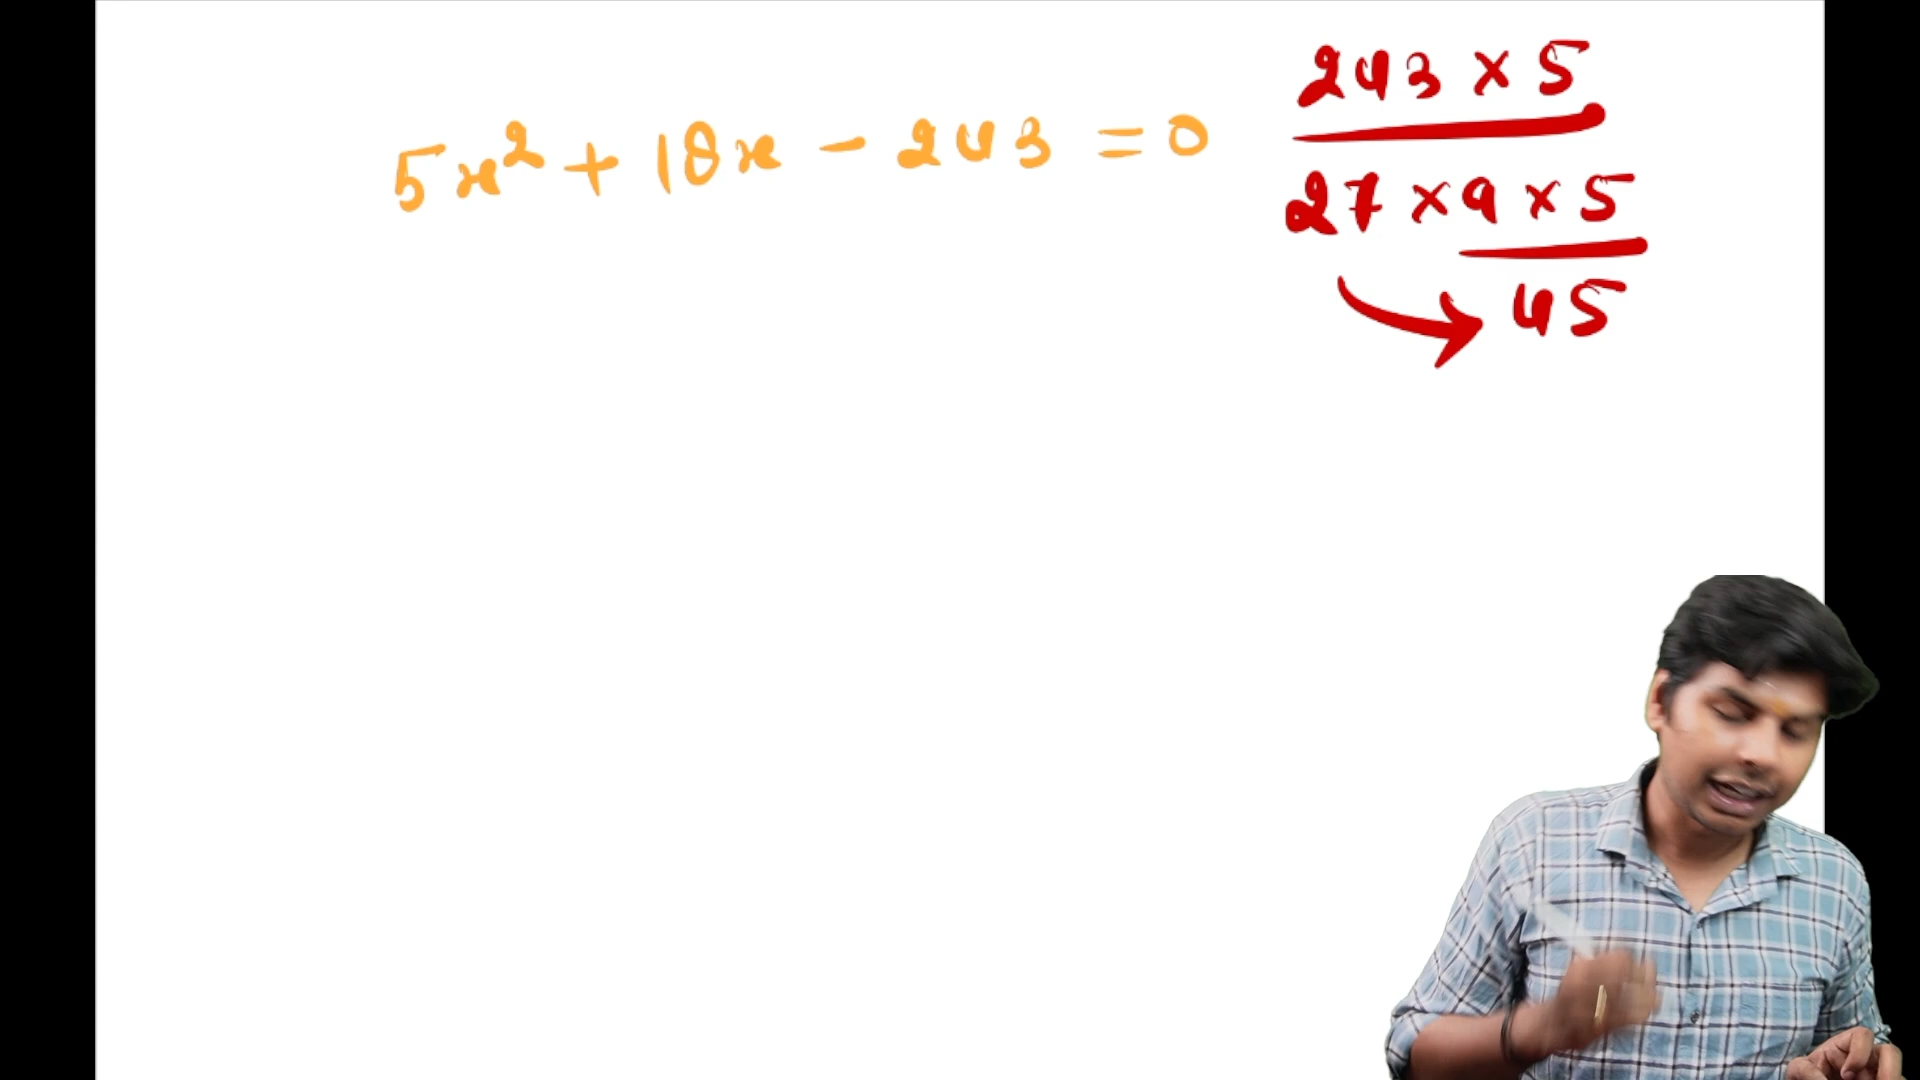 5x² + 18x - 243 = 0
243 × 5
27 × 9 × 5
45